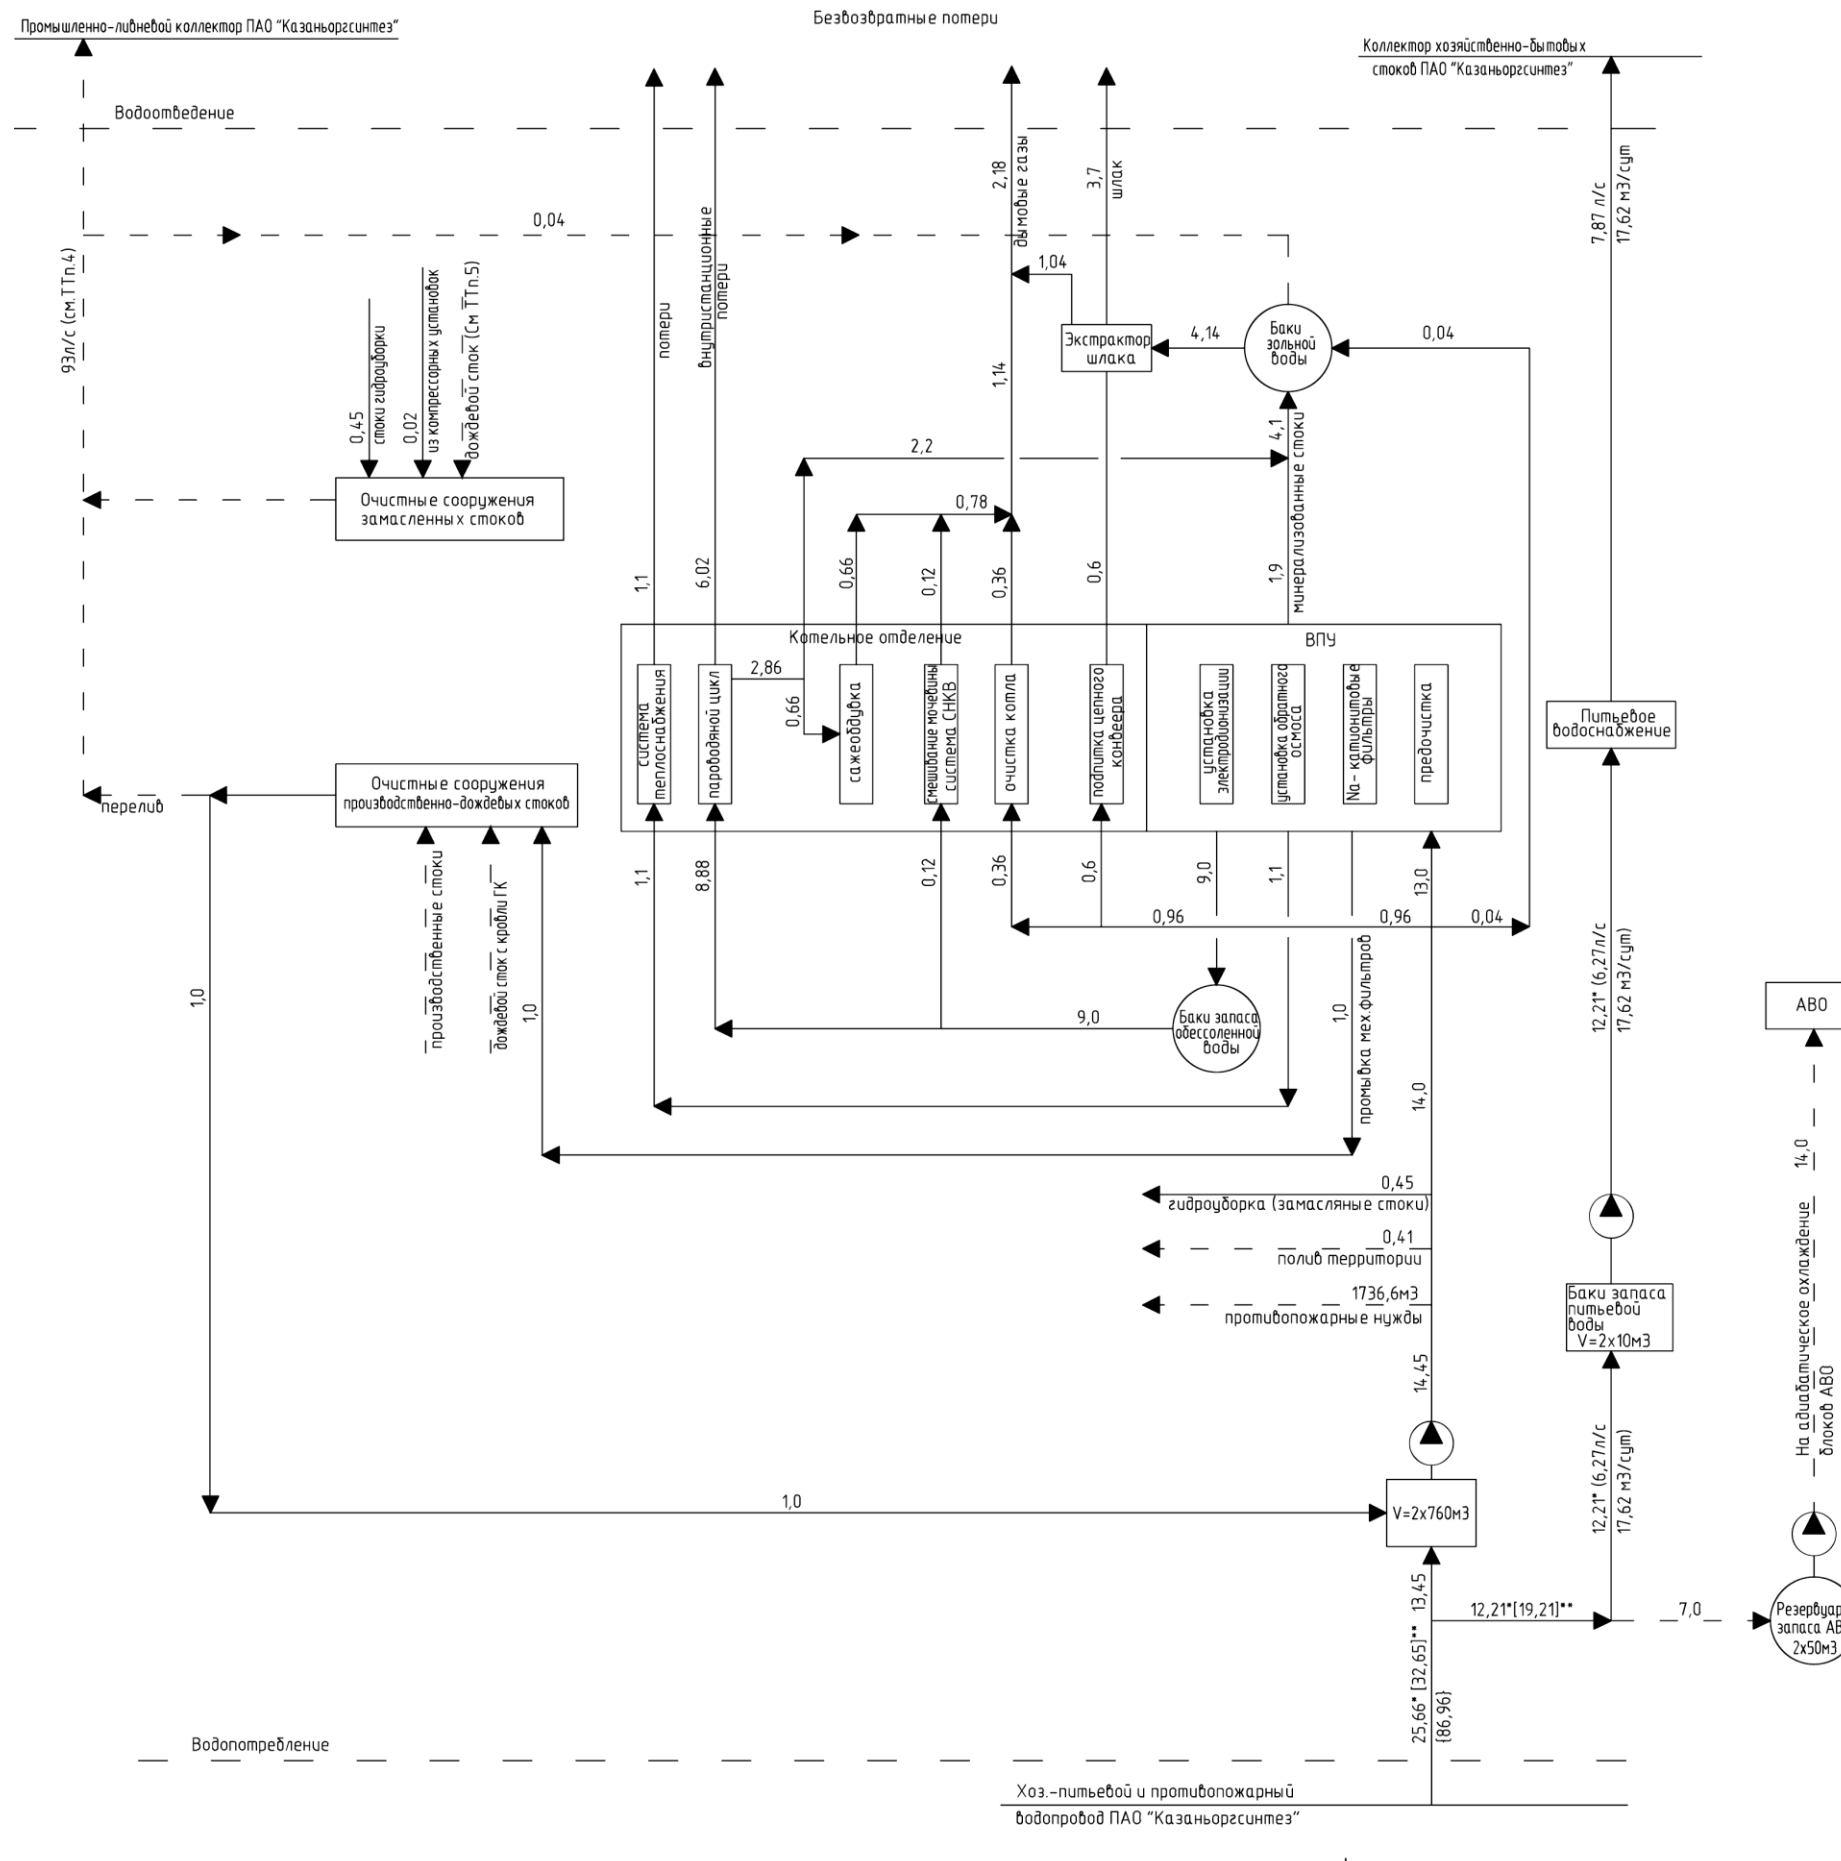 Безвозвратные потери
Промышленно-ливневой коллектор ПАО "Казаньоргсинтез"
Коллектор хозяйственно-бытовых
стоков ПАО "Казаньоргсинтез"
Водоотведение
93л/с (см.ТТп.4)
0,04
0,45
стоки гидроуборки
0,02
из компрессорных установок
дождевой сток (См ТТп.5)
потери
внутристанционные
потери
2,18
дымовые газы
3,7
шлак
1,04
7,87 л/с
17,62 м3/сут
Экстрактор
шлака
4,14
Баки
зольной
воды
0,04
1,14
2,2
4,1
минерализованные стоки
Очистные сооружения
замасленных стоков
0,78
1,1
6,02
0,66
0,12
0,36
0,6
1,9
Котельное отделение
ВПУ
2,86
0,66
система
теплоснабжения
пароводяной цикл
сажеобдувка
смешивание мочевины
система СНКВ
очистка котла
подпитка цепного
конвеера
установка
электродионизации
установка обратного
осмоса
Na- катионитовые
фильтры
предочистка
Питьевое
водоснабжение
Очистные сооружения
производственно-дождевых стоков
перелив
производственные стоки
дождевой сток с кровли ГК
1,0
1,0
1,1
8,88
0,12
0,36
0,6
9,0
1,1
13,0
0,96
0,96
0,04
12,21* (6,27л/с
17,62 м3/сут)
АВО
9,0
Баки запаса
обессоленной
воды
1,0
промывка мех.фильтров
14,0
14,0
На адиабатическое охлаждение
блоков АВО
0,45
гидроуборка (замасляные стоки)
0,41
полив территории
1736,6м3
противопожарные нужды
Баки запаса
питьевой
воды
V=2х10м3
14,45
12,21* (6,27л/с
17,62 м3/сут)
1,0
V=2х760м3
13,45
12,21*[19,21]**
7,0
Резервуар
запаса АВ
2х50м3
25,66* [32,65]**
{86,96}
Водопотребление
Хоз.-питьевой и противопожарный
водопровод ПАО "Казаньоргсинтез"